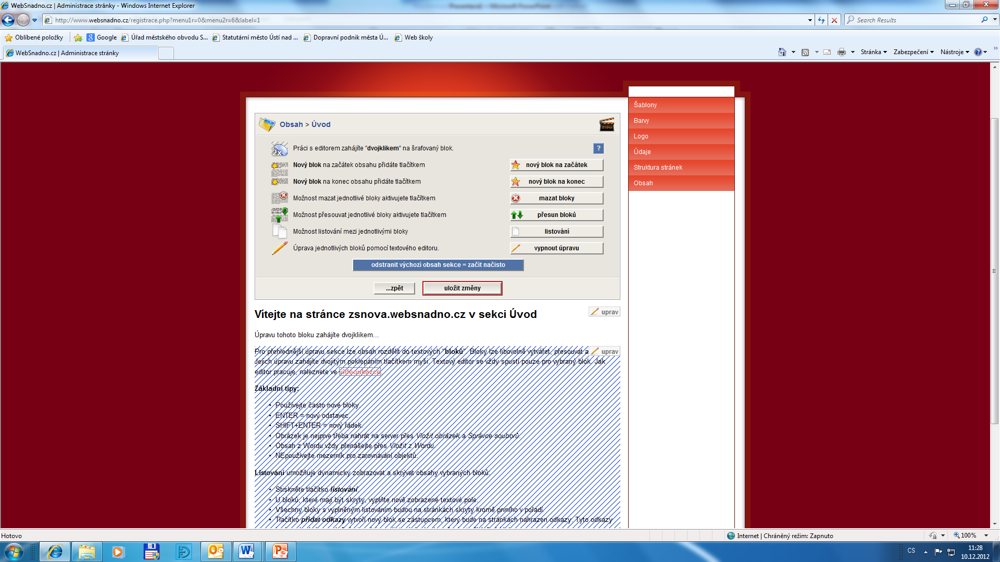 WebSnadno.cz | Administrace stránky - Windows Internet Explorer
http://www.websnadno.cz/registrace.php?menu1r=0&menu2r=6&label=1
Search Results
Oblíbené položky
Google
Úřad městského obvodu S...
Statutární město Ústí nad ...
Dopravní podnik města Ú...
Web školy
WebSnadno.cz | Administrace stránky
Stránka
Zabezpečení
Nástroje
Šablony
Barvy
Logo
Údaje
Struktura stránek
Obsah
Obsah > Úvod
2x
Práci s editorem zahájíte "dvojklikem" na šrafovaný blok.
?
Nový blok na začátek obsahu přidáte tlačítkem
nový blok na začátek
Nový blok na konec obsahu přidáte tlačítkem
nový blok na konec
Možnost mazat jednotlivé bloky aktivujete tlačítkem
mazat bloky
Možnost přesouvat jednotlivé bloky aktivujete tlačítkem
přesun bloků
Možnost listování mezi jednotlivými bloky
listování
Úprava jednotlivých bloků pomocí textového editoru.
vypnout úpravu
odstranit výchozí obsah sekce = začít načisto
...zpět
uložit změny
Vítejte na stránce zsnova.websnadno.cz v sekci Úvod
uprav
Úpravu tohoto bloku zahájíte dvojklikem...
Pro přehlednější úpravu sekce lze obsah rozdělit do textových "bloků". Bloky lze libovolně vytvářet, přesouvat a
uprav
Jejich úpravu zahájíte dvojitým poklepáním tlačítkem myši. Textový editor se vždy spustí pouze pro vybraný blok. Jak
editor pracuje, naleznete ve videoukázce.
Základní tipy:
• Používejte často nové bloky.
• ENTER = nový odstavec.
• SHIFT+ENTER = nový řádek.
• Obrázek je nejprve třeba nahrát na server přes Vložit obrázek a Správce souborů.
• Obsah z Wordu vždy přenášejte přes Vložit z Wordu.
• NEpoužívejte mezerník pro zarovnávání objektů.
Listování umožňuje dynamicky zobrazovat a skrývat obsahy vybraných bloků:
• Stiskněte tlačítko listování.
• U bloků, které mají být skryty, vyplňte nově zobrazené textové pole.
• Všechny bloky s vyplněným listováním budou na stránkách skryty kromě prvního v pořadí.
• Tlačítko přidat odkazy vytvoří nový blok se zástupcem, který bude na stránkách nahrazen odkazy. Tyto odkazy
Hotovo
Internet | Chráněný režim: Zapnuto
100%
CS
11:28
10.12.2012